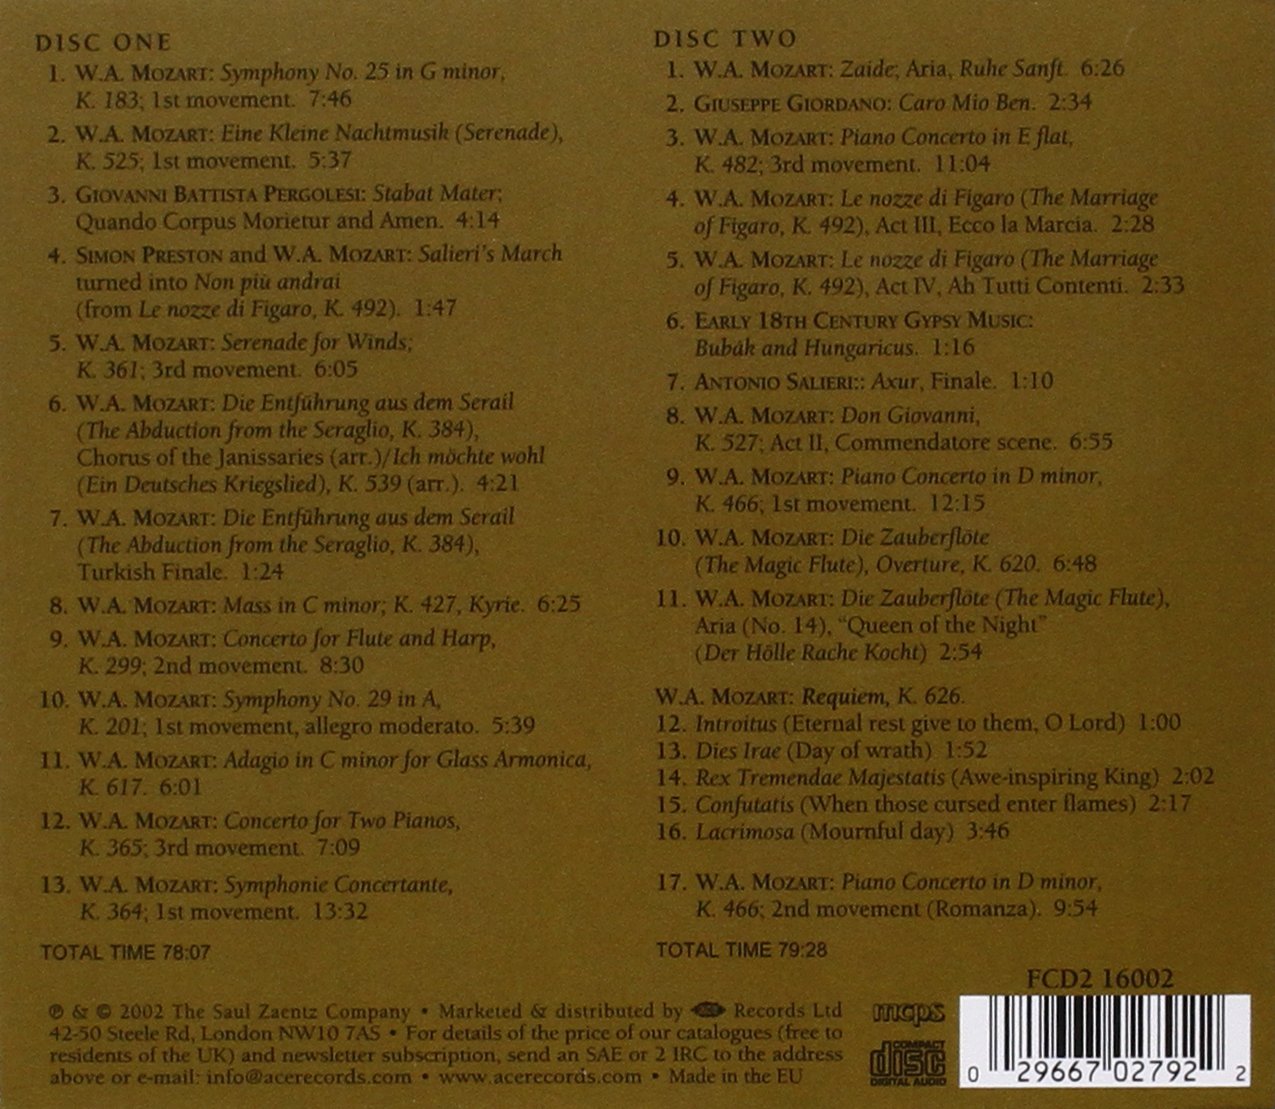 DISC ONE
1. W.A. MOZART: Symphony No. 25 in G minor,
K. 183; 1st movement. 7:46
2. W.A. MOZART: Eine Kleine Nachtmusik (Serenade),
K. 525; 1st movement. 5:37
3. GIOVANNI BATTISTA PERGOLESI: Stabat Mater;
Quando Corpus Morietur and Amen. 4:14
4. SIMON PRESTON and W.A. MOZART: Salieri's March
turned into Non più andrai
(from Le nozze di Figaro, K. 492). 1:47
5. W.A. MOZART: Serenade for Winds;
K. 361; 3rd movement. 6:05
6. W.A. MOZART: Die Entführung aus dem Serail
(The Abduction from the Seraglio, K. 384),
Chorus of the Janissaries (arr.)/Ich möchte wohl
(Ein Deutsches Kriegslied), K. 539 (arr.). 4:21
7. W.A. MOZART: Die Entführung aus dem Serail
(The Abduction from the Seraglio, K. 384),
Turkish Finale. 1:24
8. W.A. MOZART: Mass in C minor; K. 427, Kyrie. 6:25
9. W.A. MOZART: Concerto for Flute and Harp,
K. 299; 2nd movement. 8:30
10. W.A. MOZART: Symphony No. 29 in A,
K. 201; 1st movement, allegro moderato. 5:39
11. W.A. MOZART: Adagio in C minor for Glass Armonica,
K. 617. 6:01
12. W.A. MOZART: Concerto for Two Pianos,
K. 365; 3rd movement. 7:09
13. W.A. MOZART: Symphonie Concertante,
K. 364; 1st movement. 13:32
TOTAL TIME 78:07
DISC TWO
1. W.A. MOZART: Zaide; Aria, Ruhe Sanft. 6:26
2. GIUSEPPE GIORDANO: Caro Mio Ben. 2:34
3. W.A. MOZART: Piano Concerto in E flat,
K. 482; 3rd movement. 11:04
4. W.A. MOZART: Le nozze di Figaro (The Marriage
of Figaro, K. 492), Act III, Ecco la Marcia. 2:28
5. W.A. MOZART: Le nozze di Figaro (The Marriage
of Figaro, K. 492), Act IV, Ah Tutti Contenti. 2:33
6. EARLY 18TH CENTURY GYPSY MUSIC:
Bubák and Hungaricus. 1:16
7. ANTONIO SALIERI:: Axur, Finale. 1:10
8. W.A. MOZART: Don Giovanni,
K. 527; Act II, Commendatore scene. 6:55
9. W.A. MOZART: Piano Concerto in D minor,
K. 466; 1st movement. 12:15
10. W.A. MOZART: Die Zauberflöte
(The Magic Flute), Overture, K. 620. 6:48
11. W.A. MOZART: Die Zauberflöte (The Magic Flute),
Aria (No. 14), "Queen of the Night"
(Der Hölle Rache Kocht) 2:54
W.A. MOZART: Requiem, K. 626.
12. Introitus (Eternal rest give to them, O Lord) 1:00
13. Dies Irae (Day of wrath) 1:52
14. Rex Tremendae Majestatis (Awe-inspiring King) 2:02
15. Confutatis (When those cursed enter flames) 2:17
16. Lacrimosa (Mournful day) 3:46
17. W.A. MOZART: Piano Concerto in D minor,
K. 466; 2nd movement (Romanza). 9:54
TOTAL TIME 79:28
FCD2 16002
℗ & © 2002 The Saul Zaentz Company • Marketed & distributed by Records Ltd
42-50 Steele Rd, London NW10 7AS • For details of the price of our catalogues (free to
residents of the UK) and newsletter subscription, send an SAE or 2 IRC to the address
above or e-mail: info@acerecords.com • www.acerecords.com • Made in the EU
mcps
COMPACT
disc
DIGITAL AUDIO
0 29667 02792 2